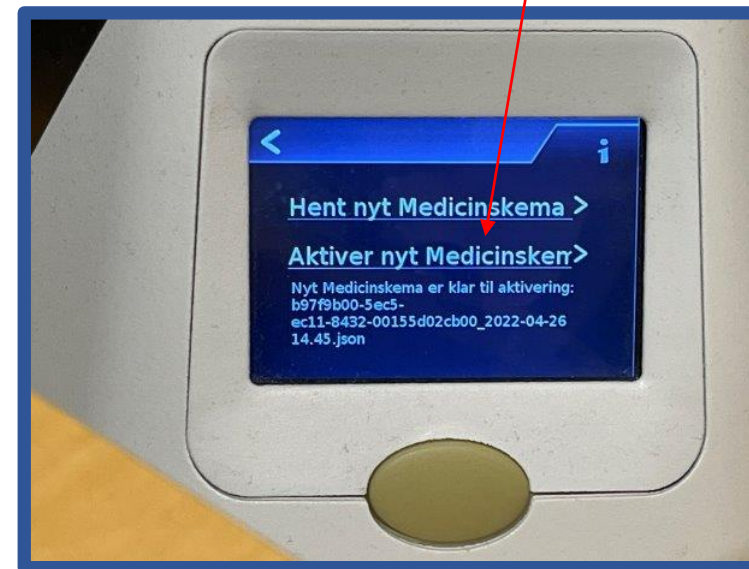 Hent nyt Medicinskema >
Aktiver nyt Medicinskem>
Nyt Medicinskema er klar til aktivering:
b97f9b00-5ec5-
ec11-8432-00155d02cb00_2022-04-26
14.45.json